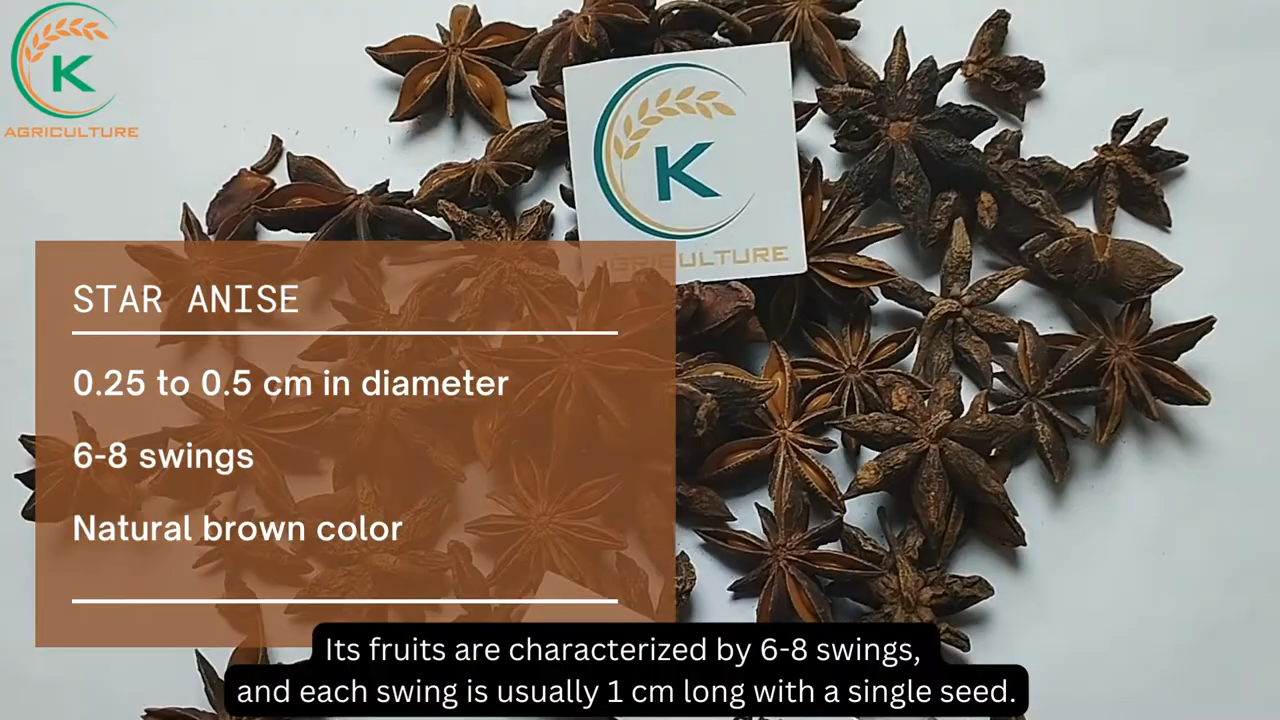 K
AGRICULTURE
K
AGRICULTURE
STAR ANISE
0.25 to 0.5 cm in diameter
6-8 swings
Natural brown color
Its fruits are characterized by 6-8 swings,
and each swing is usually 1 cm long with a single seed.